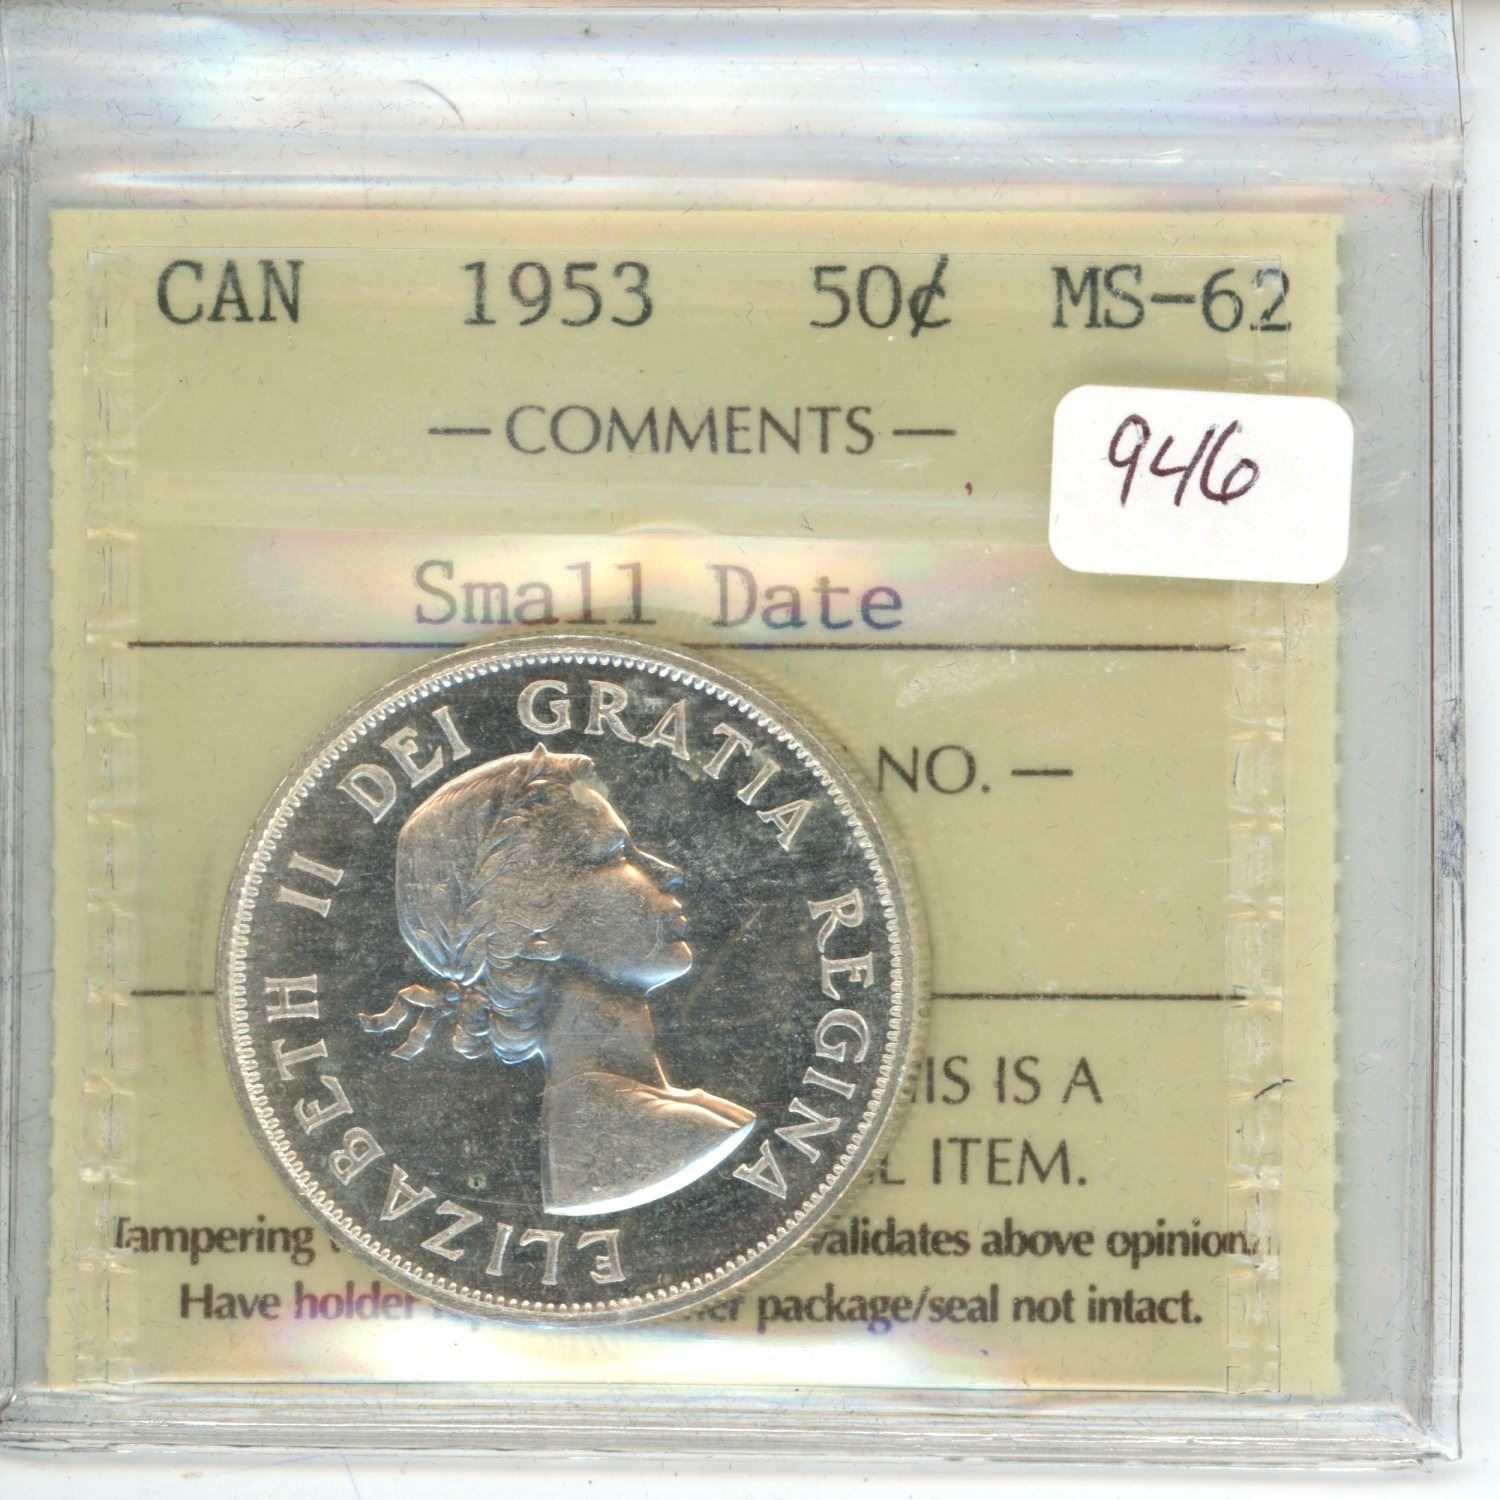 CAN 1953 50¢ MS-62
—COMMENTS—
946
Small Date
NO. —
IS IS A
ITEM.
Tampering validates above opinion.
Have holder package/seal not intact.
ELIZABETH II DEI GRATIA REGINA